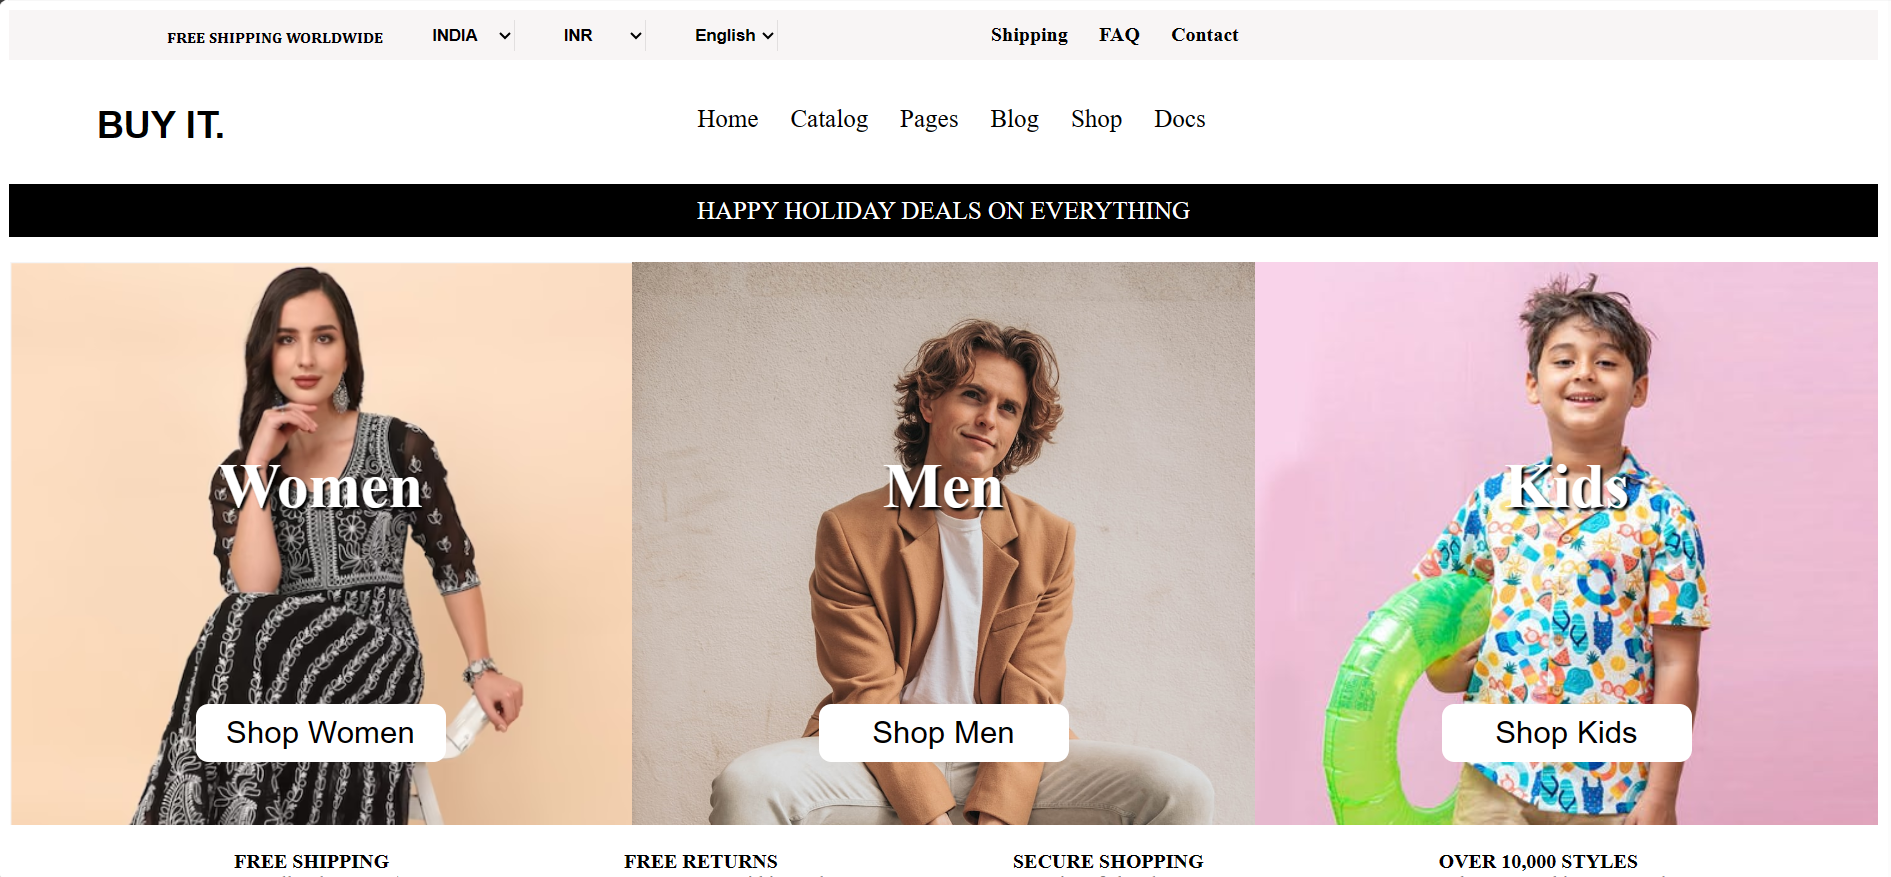 FREE SHIPPING WORLDWIDE INDIA INR English Shipping FAQ Contact
BUY IT. Home Catalog Pages Blog Shop Docs
HAPPY HOLIDAY DEALS ON EVERYTHING
Women Men Kids
Shop Women Shop Men Shop Kids
FREE SHIPPING FREE RETURNS SECURE SHOPPING OVER 10,000 STYLES